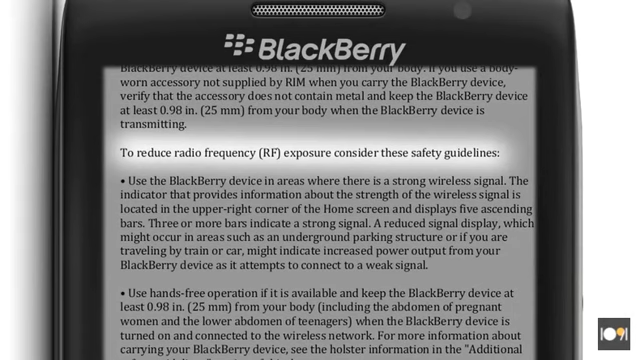 BlackBerry
BlackBerry device at least 0.98 in. (25 mm) from your body. If you use a body-
worn accessory not supplied by RIM when you carry the BlackBerry device,
verify that the accessory does not contain metal and keep the BlackBerry device
at least 0.98 in. (25 mm) from your body when the BlackBerry device is
transmitting.
To reduce radio frequency (RF) exposure consider these safety guidelines:
• Use the BlackBerry device in areas where there is a strong wireless signal. The
indicator that provides information about the strength of the wireless signal is
located in the upper-right corner of the Home screen and displays five ascending
bars. Three or more bars indicate a strong signal. A reduced signal display, which
might occur in areas such as an underground parking structure or if you are
traveling by train or car, might indicate increased power output from your
BlackBerry device as it attempts to connect to a weak signal.
• Use hands-free operation if it is available and keep the BlackBerry device at
least 0.98 in. (25 mm) from your body (including the abdomen of pregnant
women and the lower abdomen of teenagers) when the BlackBerry device is
turned on and connected to the wireless network. For more information about
carrying your BlackBerry device, see the holster information in the "Additional